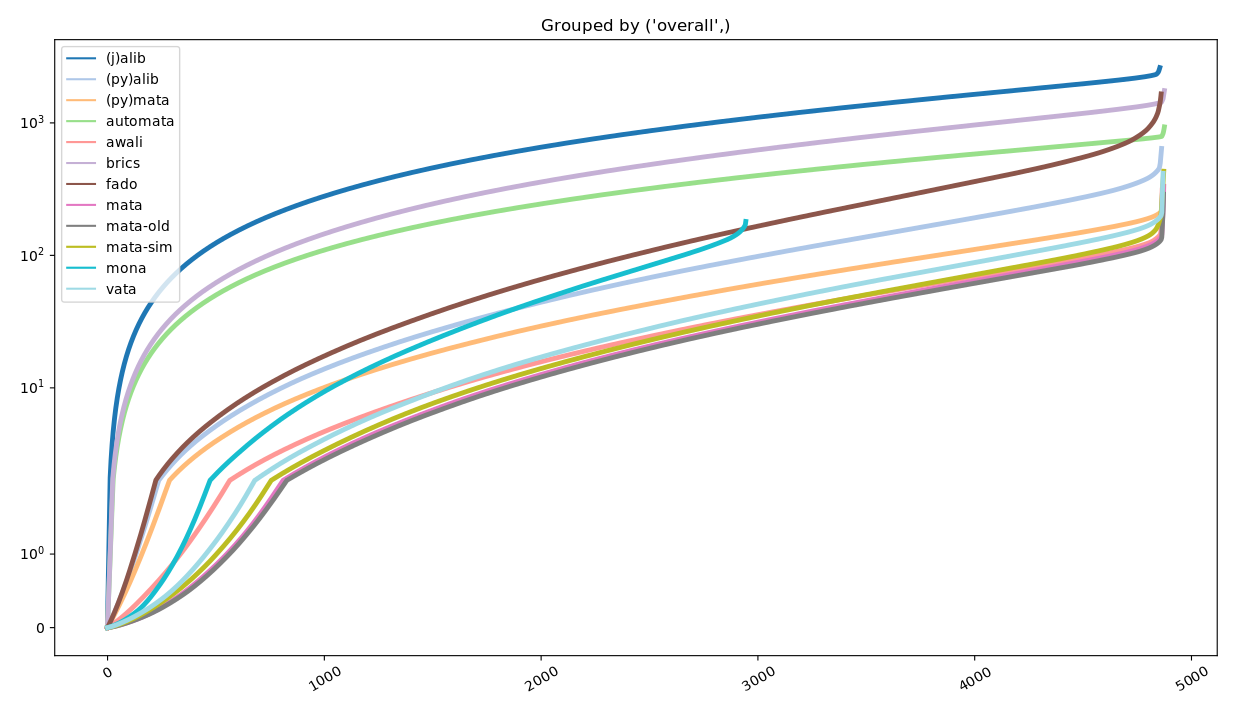 Grouped by ('overall',)
(j)alib
(py)alib
(py)mata
automata
awali
brics
fado
mata
mata-old
mata-sim
mona
vata
10³
10²
10¹
10⁰
0
0 1000 2000 3000 4000 5000